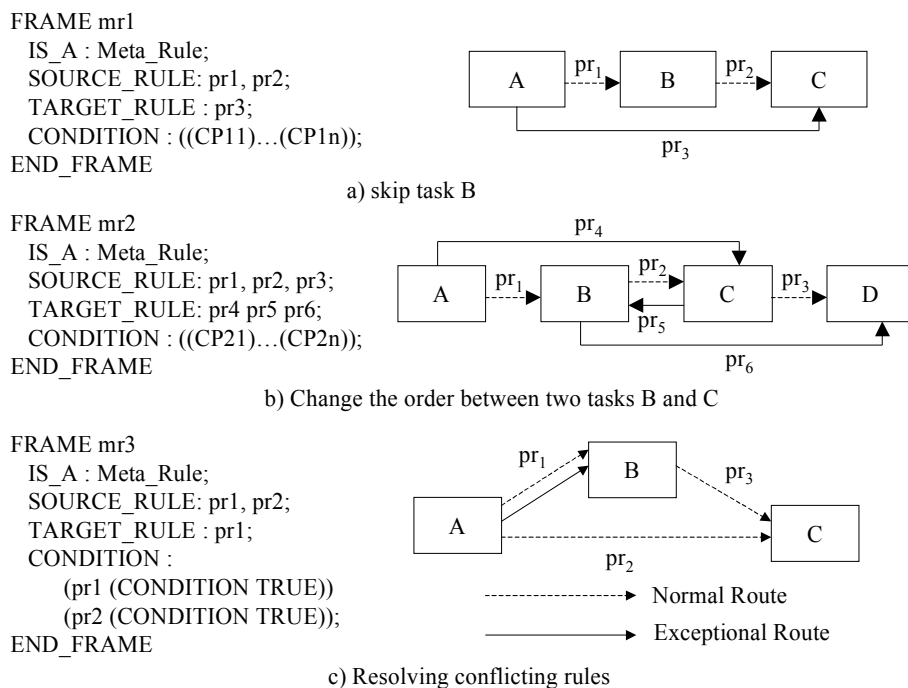 FRAME mr1
IS_A : Meta_Rule;
SOURCE_RULE: pr1, pr2;
TARGET_RULE : pr3;
CONDITION : ((CP11)…(CP1n));
END_FRAME
A pr1 B pr2 C
pr3
a) skip task B
FRAME mr2
IS_A : Meta_Rule;
SOURCE_RULE: pr1, pr2, pr3;
TARGET_RULE: pr4 pr5 pr6;
CONDITION : ((CP21)…(CP2n));
END_FRAME
pr4
A pr1 B pr2 C pr3 D
pr5
pr6
b) Change the order between two tasks B and C
FRAME mr3
IS_A : Meta_Rule;
SOURCE_RULE: pr1, pr2;
TARGET_RULE : pr1;
CONDITION :
(pr1 (CONDITION TRUE))
(pr2 (CONDITION TRUE));
END_FRAME
pr1 B pr3
A C
pr2
Normal Route
Exceptional Route
c) Resolving conflicting rules